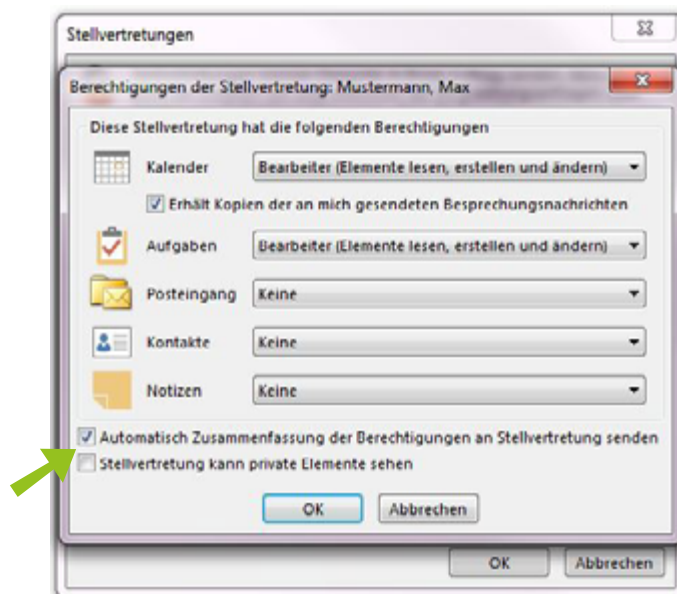 Stellvertretungen
Berechtigungen der Stellvertretung: Mustermann, Max
Diese Stellvertretung hat die folgenden Berechtigungen
Kalender Bearbeiter (Elemente lesen, erstellen und ändern)
Erhält Kopien der an mich gesendeten Besprechungsnachrichten
Aufgaben Bearbeiter (Elemente lesen, erstellen und ändern)
Posteingang Keine
Kontakte Keine
Notizen Keine
Automatisch Zusammenfassung der Berechtigungen an Stellvertretung senden
Stellvertretung kann private Elemente sehen
OK Abbrechen
OK Abbrechen